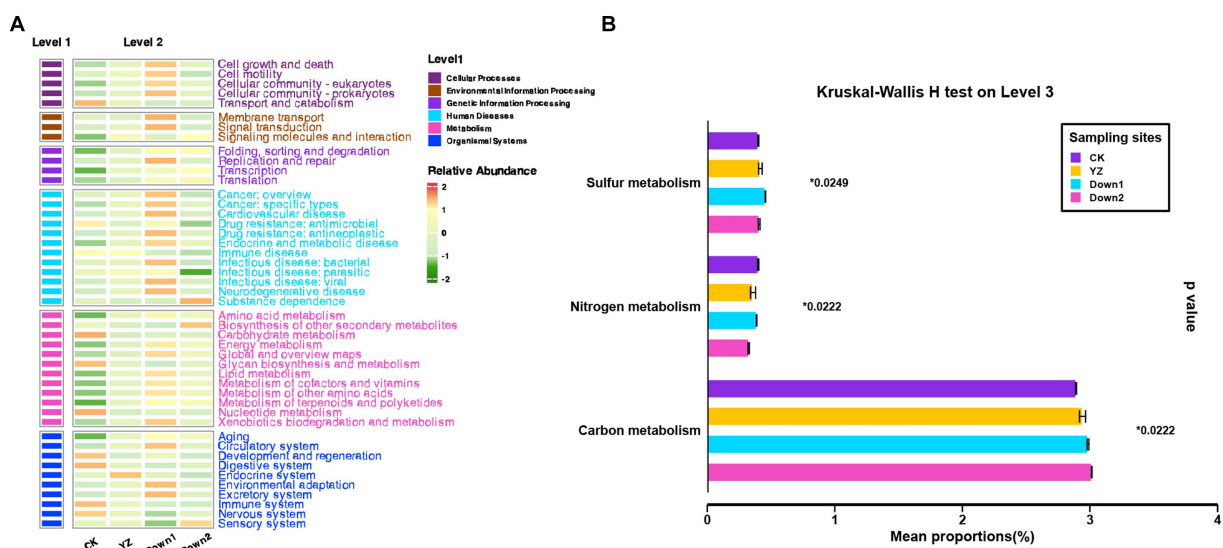 A
Level 1
Level 2
Cell growth and death
Cell motility
Cellular community - eukaryotes
Cellular community - prokaryotes
Transport and catabolism
Membrane transport
Signal transduction
Signaling molecules and interaction
Folding, sorting and degradation
Replication and repair
Transcription
Translation
Cancer: overview
Cancer: specific types
Cardiovascular disease
Drug resistance: antimicrobial
Drug resistance: antineoplastic
Endocrine and metabolic disease
Immune disease
Infectious disease: bacterial
Infectious disease: parasitic
Infectious disease: viral
Neurodegenerative disease
Substance dependence
Amino acid metabolism
Biosynthesis of other secondary metabolites
Carbohydrate metabolism
Energy metabolism
Global and overview maps
Glycan biosynthesis and metabolism
Lipid metabolism
Metabolism of cofactors and vitamins
Metabolism of other amino acids
Metabolism of terpenoids and polyketides
Nucleotide metabolism
Xenobiotics biodegradation and metabolism
Aging
Circulatory system
Development and regeneration
Digestive system
Endocrine system
Environmental adaptation
Excretory system
Immune system
Nervous system
Sensory system
CK
YZ
Down1
Down2
Level1
Cellular Processes
Environmental Information Processing
Genetic Information Processing
Human Diseases
Metabolism
Organismal Systems
Relative Abundance
2
1
0
-1
-2
B
Kruskal-Wallis H test on Level 3
Sampling sites
CK
YZ
Down1
Down2
Sulfur metabolism
*0.0249
Nitrogen metabolism
*0.0222
Carbon metabolism
*0.0222
p value
0
1
2
3
4
Mean proportions(%)